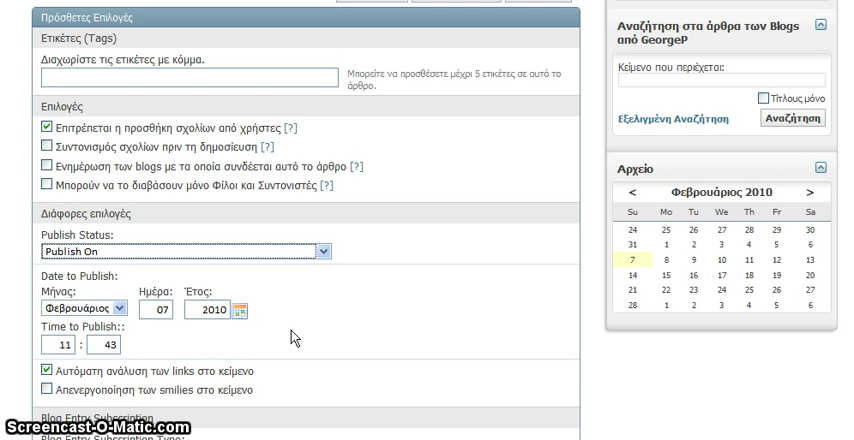 Πρόσθετες Επιλογές
Ετικέτες (Tags)
Διαχωρίστε τις ετικέτες με κόμμα.
Μπορείτε να προσθέσετε μέχρι 5 ετικέτες σε αυτό το
άρθρο.
Επιλογές
Επιτρέπεται η προσθήκη σχολίων από χρήστες [?]
Συντονισμός σχολίων πριν τη δημοσίευση [?]
Ενημέρωση των blogs με τα οποία συνδέεται αυτό το άρθρο [?]
Μπορούν να το διαβάσουν μόνο Φίλοι και Συντονιστές [?]
Διάφορες επιλογές
Publish Status:
Publish On
Date to Publish:
Μήνας: Ημέρα: Έτος:
Φεβρουάριος 07 2010
Time to Publish::
11 : 43
Αυτόματη ανάλυση των links στο κείμενο
Απενεργοποίηση των smilies στο κείμενο
Blog Entry Subscription
Blog Entry Subscription Type:
Screencast-O-Matic.com
Αναζήτηση στα άρθρα των Blogs
από GeorgeP
Κείμενο που περιέχεται:
Τίτλους μόνο
Εξελιγμένη Αναζήτηση Αναζήτηση
Αρχείο
< Φεβρουάριος 2010 >
Su Mo Tu We Th Fr Sa
24 25 26 27 28 29 30
31 1 2 3 4 5 6
7 8 9 10 11 12 13
14 15 16 17 18 19 20
21 22 23 24 25 26 27
28 1 2 3 4 5 6